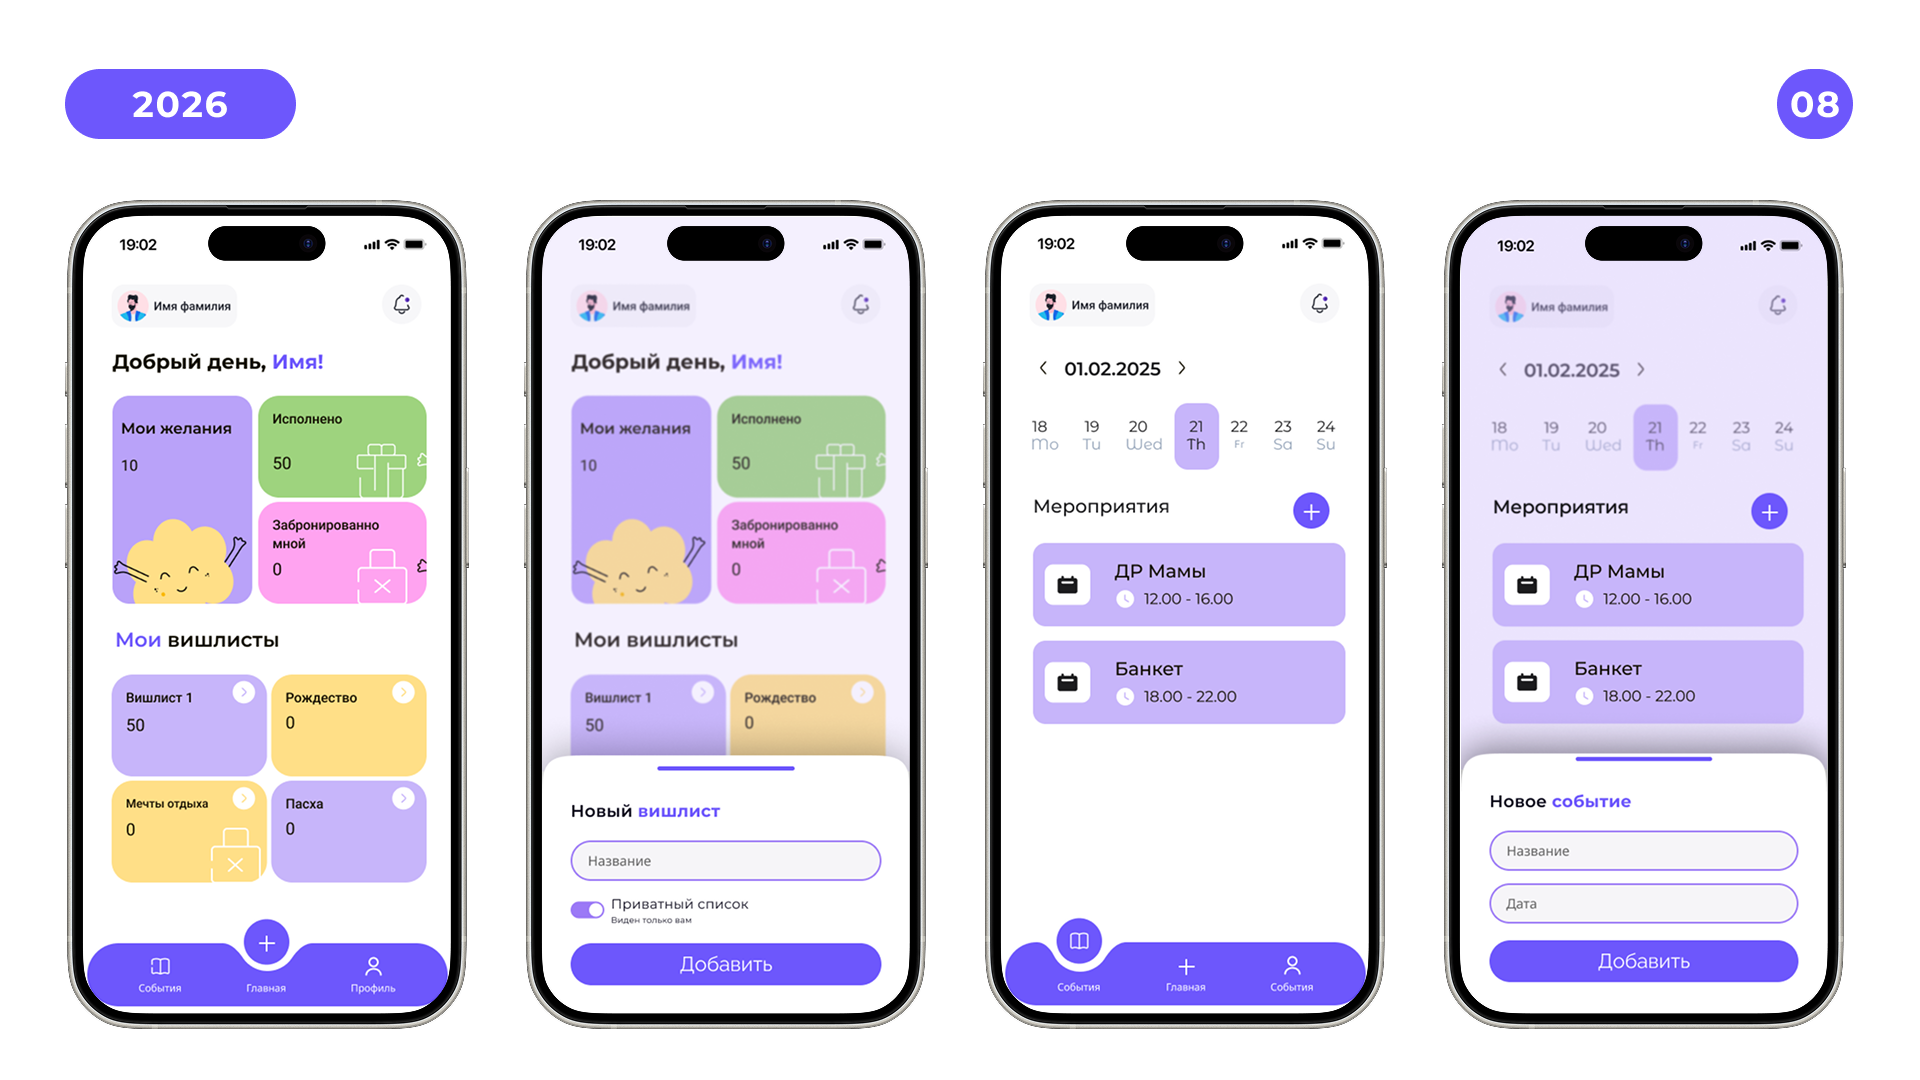 2026
08
19:02
Имя фамилия
Добрый день, Имя!
Мои желания
10
Исполнено
50
Забронированно
мной
0
Мои вишлисты
Вишлист 1
50
Рождество
0
Мечты отдыха
0
Пасха
0
События
Главная
Профиль
19:02
Имя фамилия
Добрый день, Имя!
Мои желания
10
Исполнено
50
Забронированно
мной
0
Мои вишлисты
Вишлист 1
50
Рождество
0
Новый вишлист
Название
Приватный список
Виден только вам
Добавить
19:02
Имя фамилия
01.02.2025
18 19 20 21 22 23 24
Mo Tu Wed Th Fr Sa Su
Мероприятия
ДР Мамы
12.00 - 16.00
Банкет
18.00 - 22.00
События
Главная
События
19:02
Имя фамилия
01.02.2025
18 19 20 21 22 23 24
Mo Tu Wed Th Fr Sa Su
Мероприятия
ДР Мамы
12.00 - 16.00
Банкет
18.00 - 22.00
Новое событие
Название
Дата
Добавить